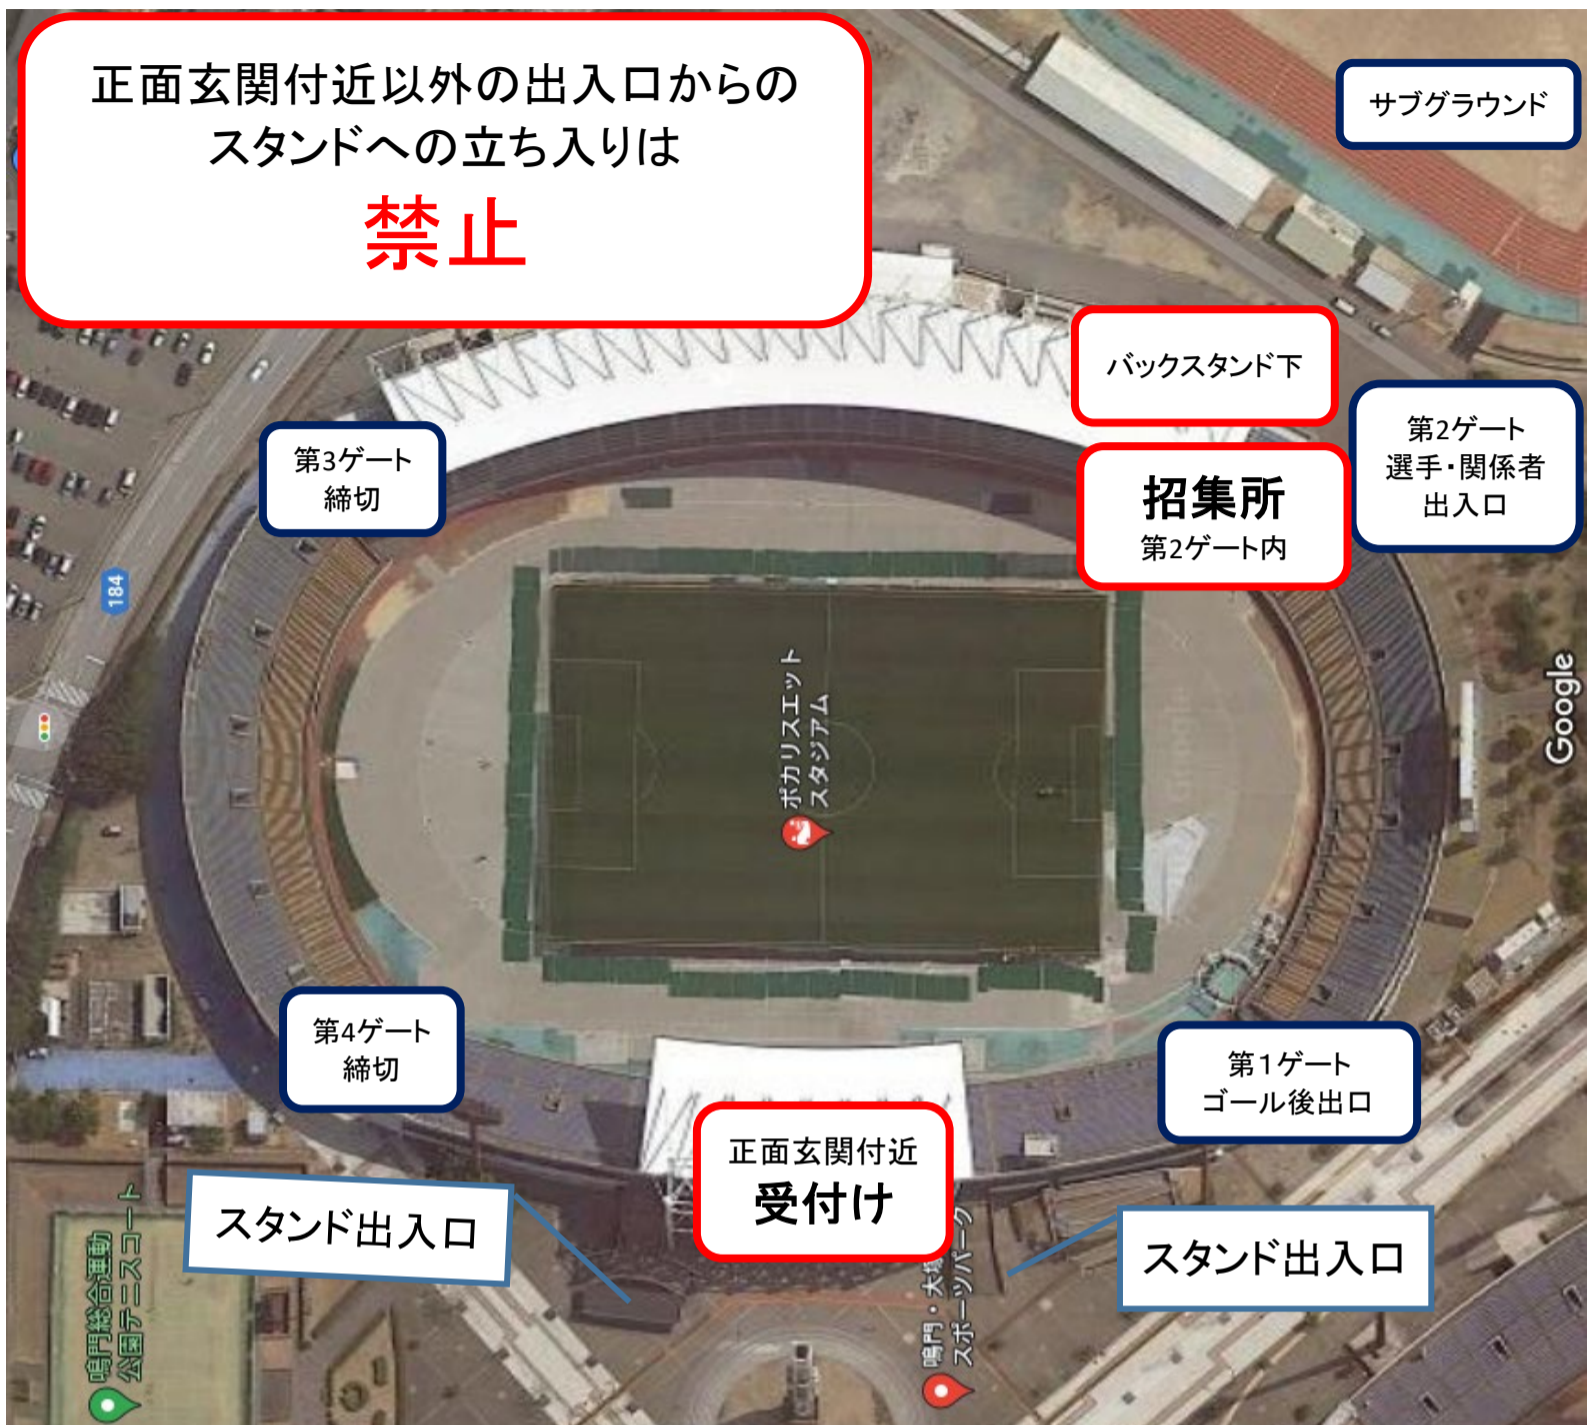 正面玄関付近以外の出入口からの
スタンドへの立ち入りは
禁止
サブグラウンド
バックスタンド下
第2ゲート
選手・関係者
出入口
招集所
第2ゲート内
第3ゲート
締切
184
ポカリスエット
スタジアム
Google
第4ゲート
締切
第1ゲート
ゴール後出口
正面玄関付近
受付け
スタンド出入口
スタンド出入口
鳴門総合運動
公園テニスコート
鳴門・大塚
スポーツパーク